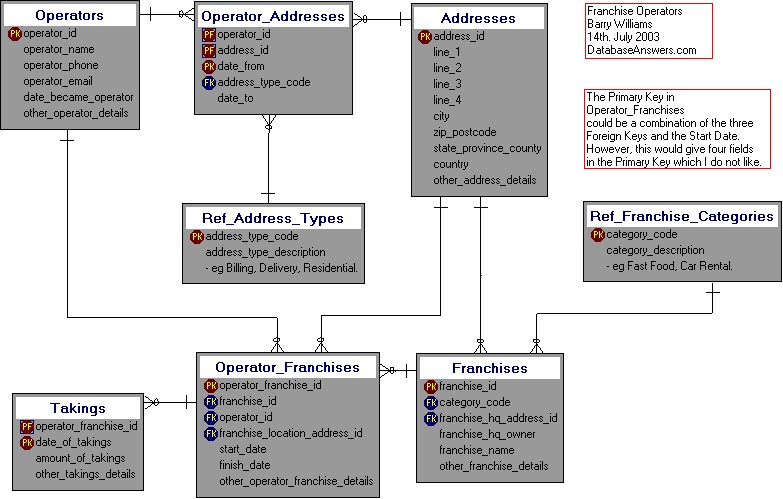 Operators
PK operator_id
operator_name
operator_phone
operator_email
date_became_operator
other_operator_details
Operator_Addresses
PF operator_id
PF address_id
PK date_from
FK address_type_code
date_to
Addresses
PK address_id
line_1
line_2
line_3
line_4
city
zip_postcode
state_province_county
country
other_address_details
Franchise Operators
Barry Williams
14th. July 2003
DatabaseAnswers.com
The Primary Key in
Operator_Franchises
could be a combination of the three
Foreign Keys and the Start Date.
However, this would give four fields
in the Primary Key which I do not like.
Ref_Address_Types
PK address_type_code
address_type_description
- eg Billing, Delivery, Residential.
Ref_Franchise_Categories
PK category_code
category_description
- eg Fast Food, Car Rental.
Takings
PF operator_franchise_id
PK date_of_takings
amount_of_takings
other_takings_details
Operator_Franchises
PK operator_franchise_id
FK franchise_id
FK operator_id
FK franchise_location_address_id
start_date
finish_date
other_operator_franchise_details
Franchises
PK franchise_id
FK category_code
FK franchise_hq_address_id
franchise_hq_owner
franchise_name
other_franchise_details